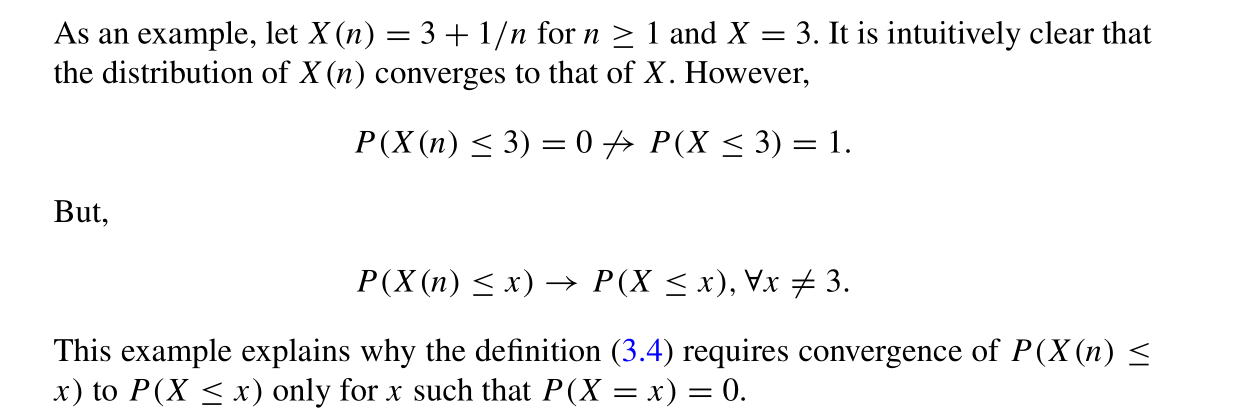 As an example, let X(n) = 3 + 1/n for n ≥ 1 and X = 3. It is intuitively clear that
the distribution of X(n) converges to that of X. However,
P(X(n) ≤ 3) = 0 ↛ P(X ≤ 3) = 1.
But,
P(X(n) ≤ x) → P(X ≤ x), ∀x ≠ 3.
This example explains why the definition (3.4) requires convergence of P(X(n) ≤
x) to P(X ≤ x) only for x such that P(X = x) = 0.